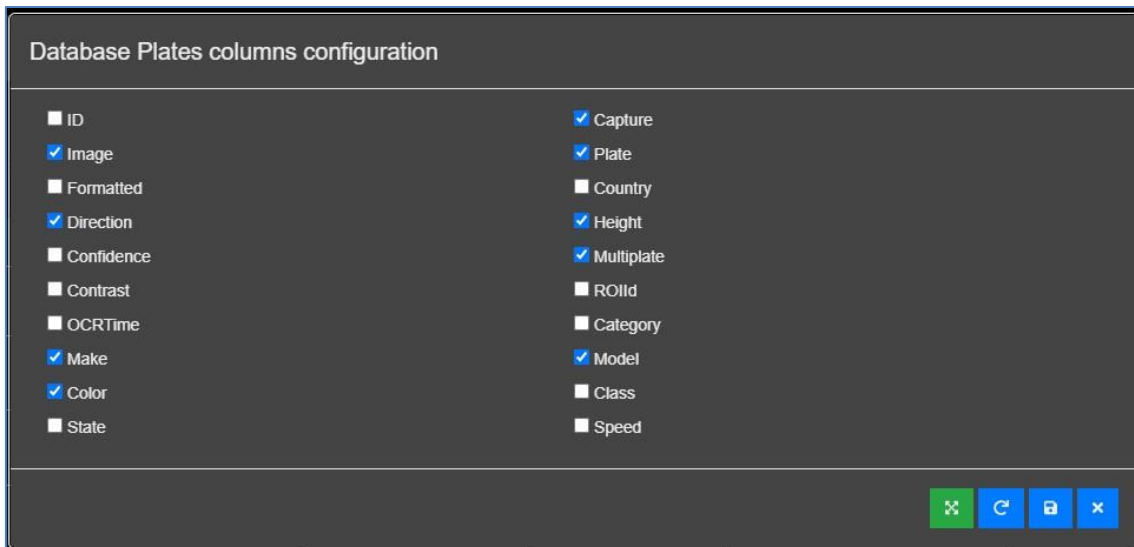 Database Plates columns configuration
ID
Capture
Image
Plate
Formatted
Country
Direction
Height
Confidence
Multiplate
Contrast
ROIId
OCRTime
Category
Make
Model
Color
Class
State
Speed